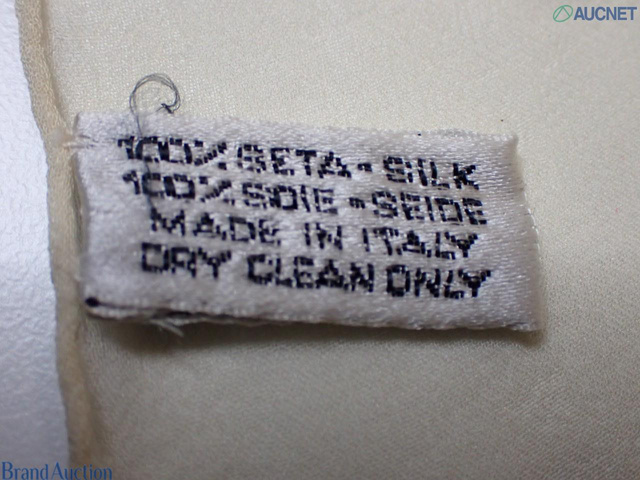 AUCNET
100% SETA - SILK
100% SOIE - SEIDE
MADE IN ITALY
DRY CLEAN ONLY
BrandAuction